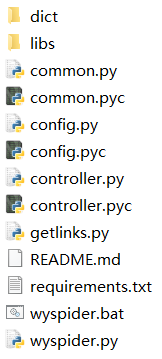 dict
libs
common.py
common.pyc
config.py
config.pyc
controller.py
controller.pyc
getlinks.py
README.md
requirements.txt
wyspider.bat
wyspider.py